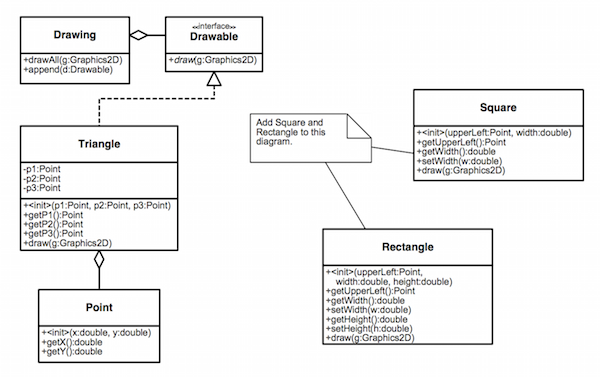 Drawing
+drawAll(g:Graphics2D)
+append(d:Drawable)
<<interface>>
Drawable
+draw(g:Graphics2D)
Triangle
-p1:Point
-p2:Point
-p3:Point
+<init>(p1:Point, p2:Point, p3:Point)
+getP1():Point
+getP2():Point
+getP3():Point
+draw(g:Graphics2D)
Point
+<init>(x:double, y:double)
+getX():double
+getY():double
Add Square and
Rectangle to this
diagram.
Square
+<init>(upperLeft:Point, width:double)
+getUpperLeft():Point
+getWidth():double
+setWidth(w:double)
+draw(g:Graphics2D)
Rectangle
+<init>(upperLeft:Point,
width:double, height:double)
+getUpperLeft():Point
+getWidth():double
+setWidth(w:double)
+getHeight():double
+setHeight(h:double)
+draw(g:Graphics2D)